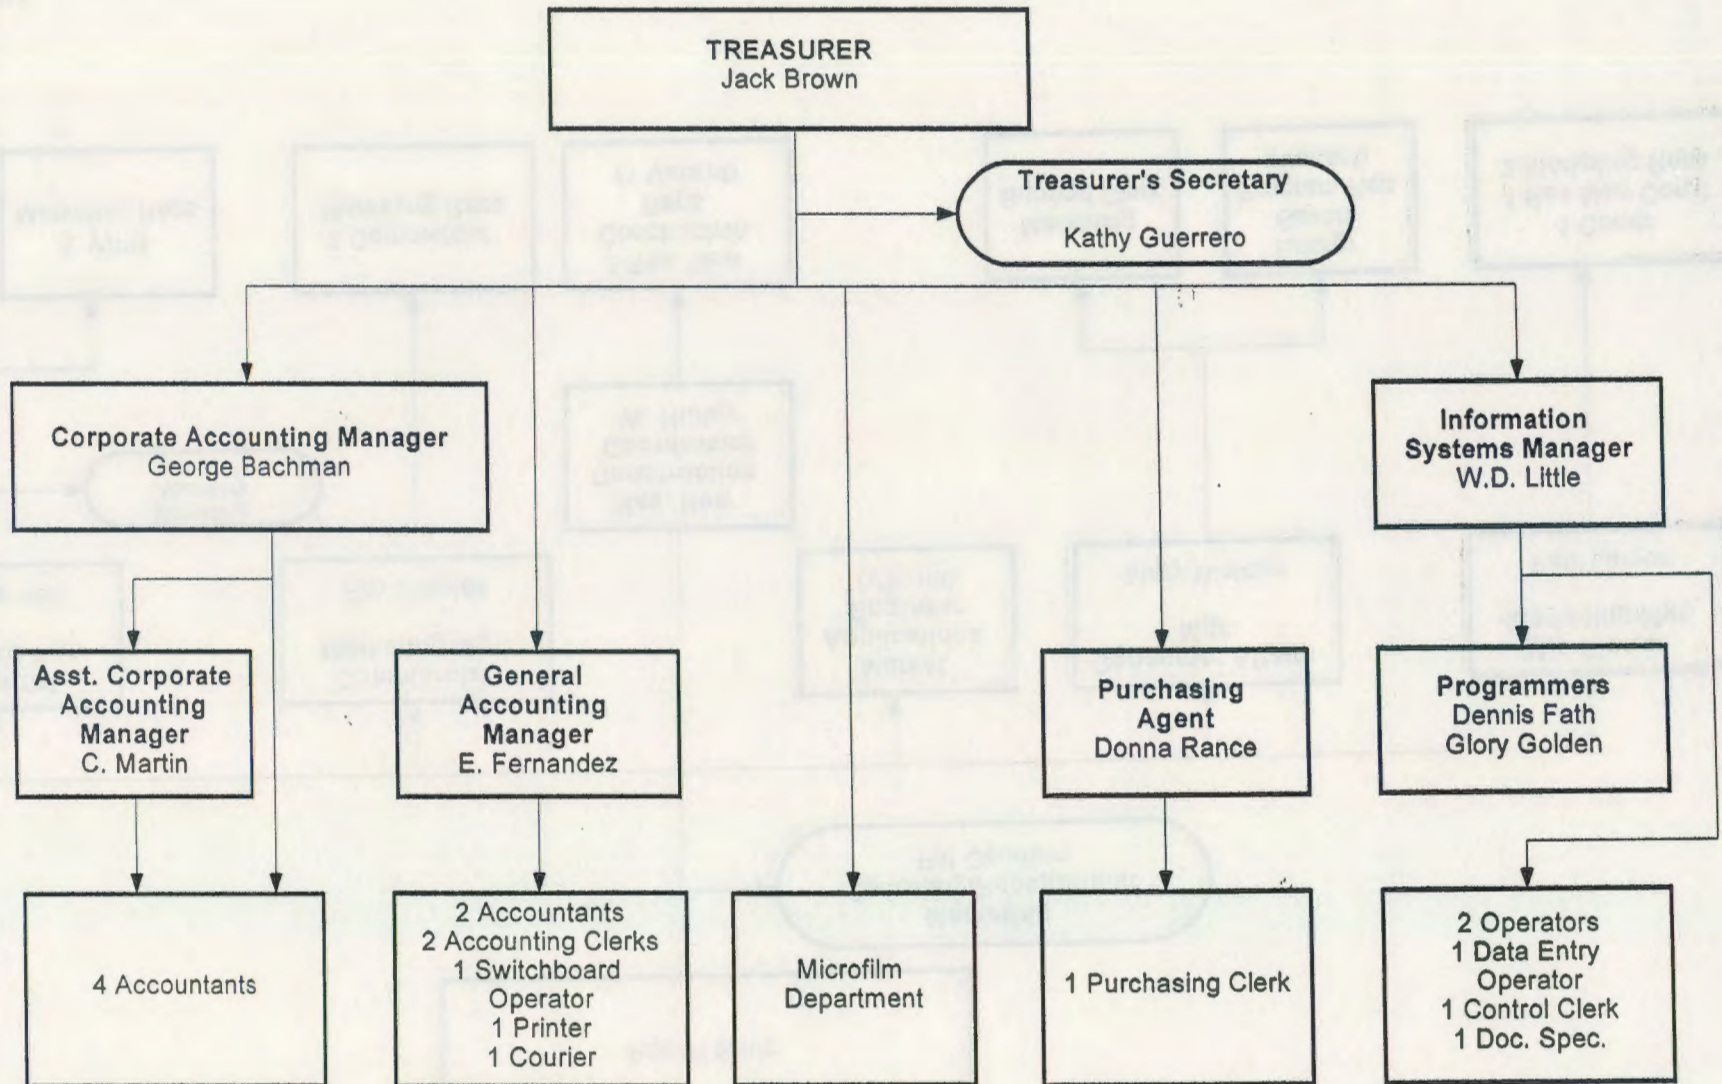 TREASURER
Jack Brown
Treasurer's Secretary
Kathy Guerrero
Corporate Accounting Manager
George Bachman
Information
Systems Manager
W.D. Little
Asst. Corporate
Accounting
Manager
C. Martin
General
Accounting
Manager
E. Fernandez
Purchasing
Agent
Donna Rance
Programmers
Dennis Fath
Glory Golden
4 Accountants
2 Accountants
2 Accounting Clerks
1 Switchboard
Operator
1 Printer
1 Courier
Microfilm
Department
1 Purchasing Clerk
2 Operators
1 Data Entry
Operator
1 Control Clerk
1 Doc. Spec.